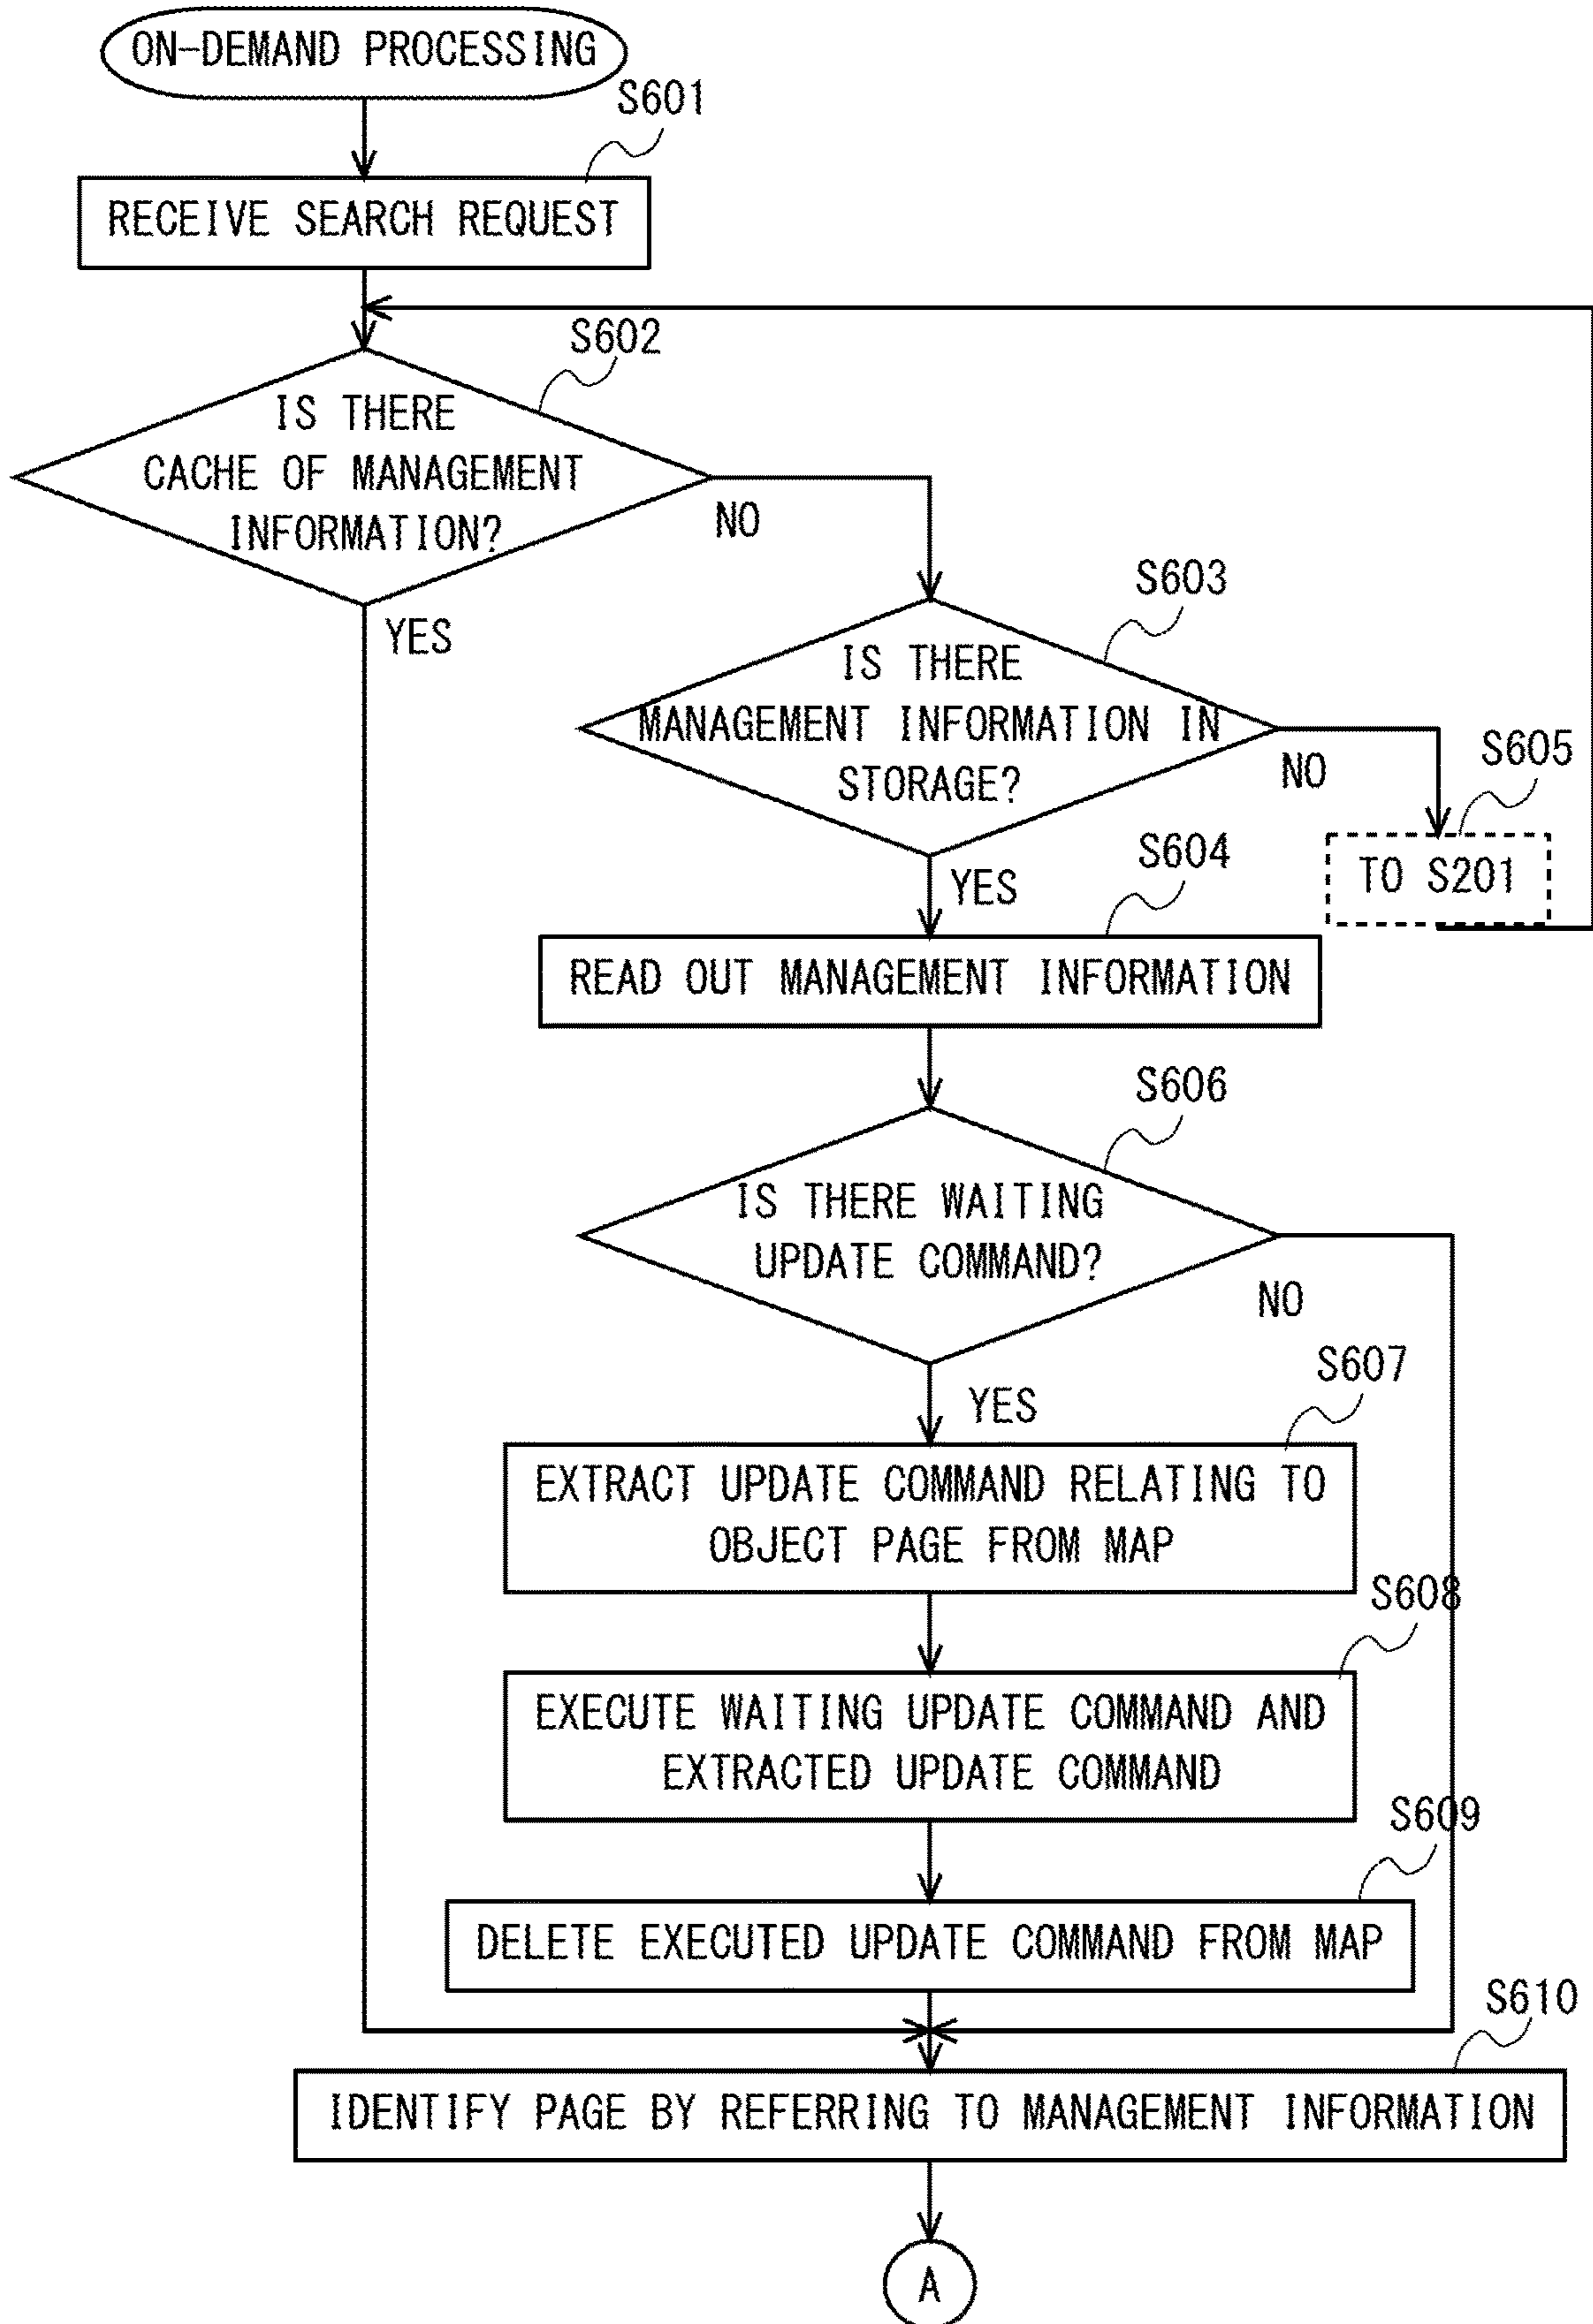 ON-DEMAND PROCESSING
S601
RECEIVE SEARCH REQUEST
S602
IS THERE
CACHE OF MANAGEMENT
INFORMATION?
NO
YES
S603
IS THERE
MANAGEMENT INFORMATION IN
STORAGE?
NO
YES
S605
TO S201
S604
READ OUT MANAGEMENT INFORMATION
S606
IS THERE WAITING
UPDATE COMMAND?
NO
YES
S607
EXTRACT UPDATE COMMAND RELATING TO
OBJECT PAGE FROM MAP
S608
EXECUTE WAITING UPDATE COMMAND AND
EXTRACTED UPDATE COMMAND
S609
DELETE EXECUTED UPDATE COMMAND FROM MAP
S610
IDENTIFY PAGE BY REFERRING TO MANAGEMENT INFORMATION
A